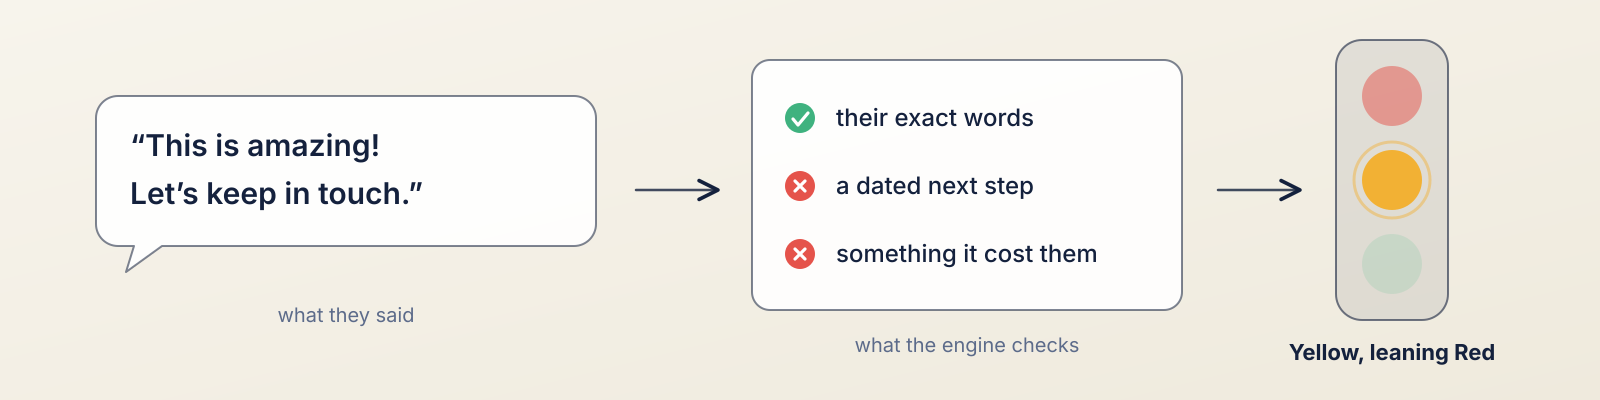 “This is amazing!
Let’s keep in touch.”
what they said
their exact words
a dated next step
something it cost them
what the engine checks
Yellow, leaning Red